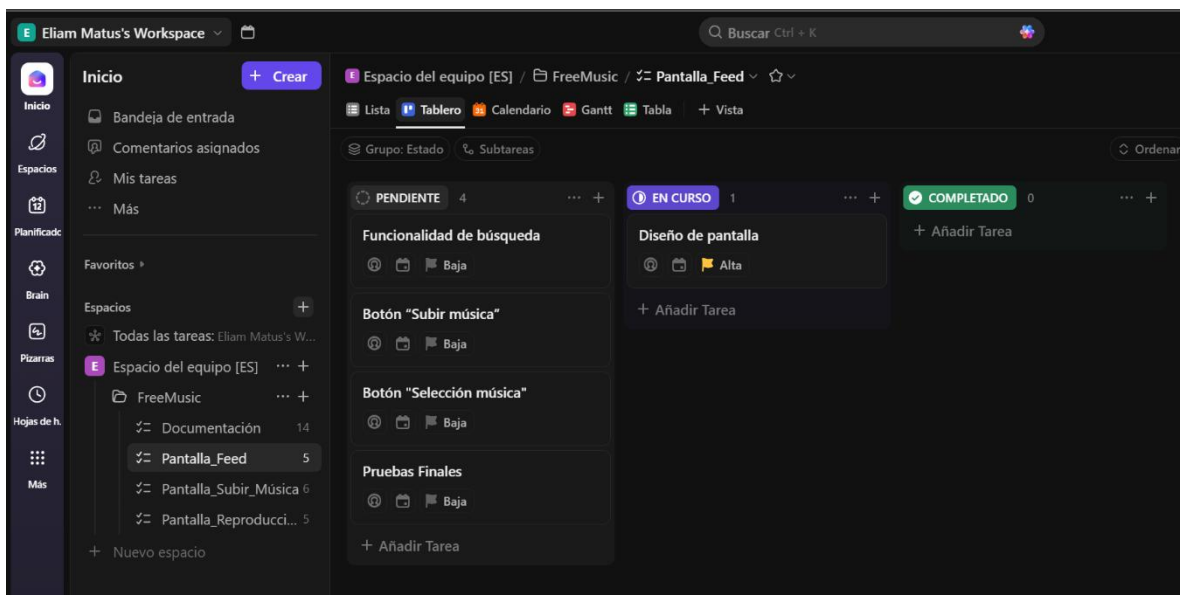 E Eliam Matus's Workspace
Buscar Ctrl + K
Inicio
Espacios
12
Planificadc
Brain
Pizarras
Hojas de h.
Más
Inicio
+ Crear
Bandeja de entrada
Comentarios asignados
Mis tareas
Más
Favoritos
Espacios
Todas las tareas: Eliam Matus's W...
E Espacio del equipo [ES]
FreeMusic
Documentación 14
Pantalla_Feed 5
Pantalla_Subir_Música 6
Pantalla_Reproducci... 5
+ Nuevo espacio
E Espacio del equipo [ES] / FreeMusic / Pantalla_Feed
Lista Tablero 31 Calendario Gantt Tabla + Vista
Grupo: Estado Subtareas
Ordenar
PENDIENTE 4
Funcionalidad de búsqueda
Baja
Botón “Subir música”
Baja
Botón "Selección música"
Baja
Pruebas Finales
Baja
+ Añadir Tarea
EN CURSO 1
Diseño de pantalla
Alta
+ Añadir Tarea
COMPLETADO 0
+ Añadir Tarea